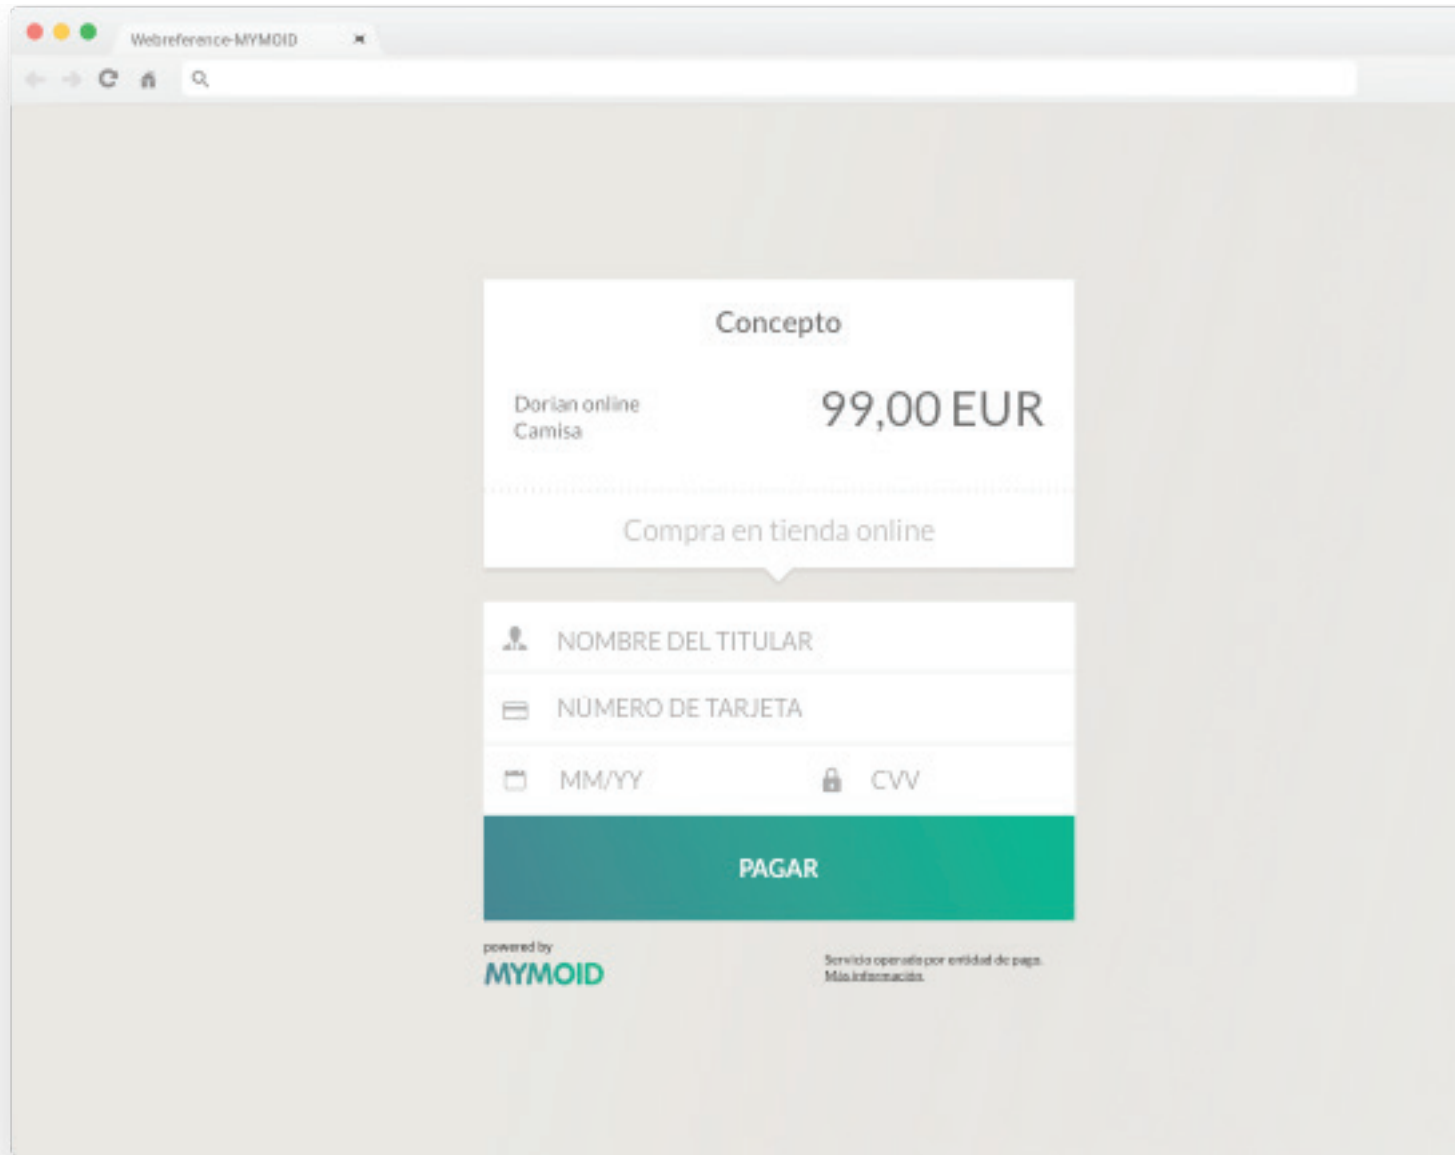 Webreference-MYMOID
Concepto
Dorian online
Camisa
99,00 EUR
Compra en tienda online
NOMBRE DEL TITULAR
NÚMERO DE TARJETA
MM/YY
CVV
PAGAR
powered by
MYMOID
Servicio operado por entidad de pago.
Más información.